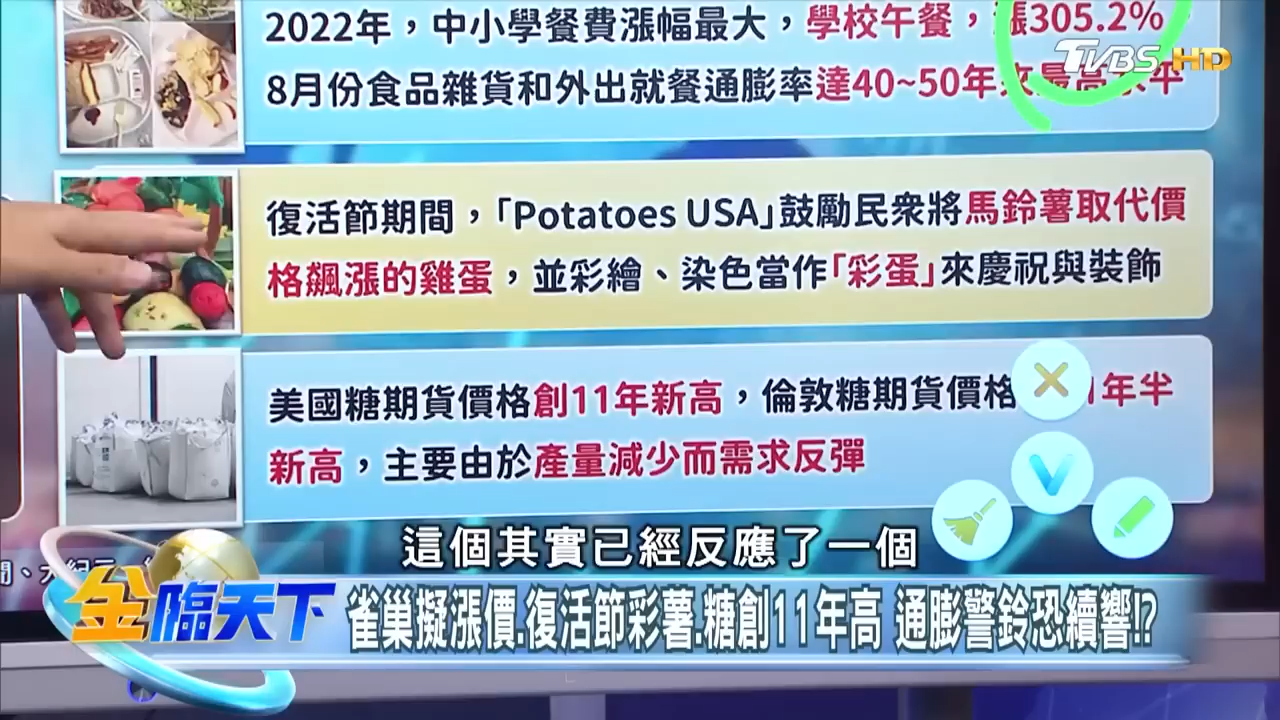 2022年，中小學餐費漲幅最大，學校午餐，漲305.2%
TVBS HD
8月份食品雜貨和外出就餐通膨率達40~50年來最高水平
復活節期間，「Potatoes USA」鼓勵民眾將馬鈴薯取代價
格飆漲的雞蛋，並彩繪、染色當作「彩蛋」來慶祝與裝飾
美國糖期貨價格創11年新高，倫敦糖期貨價格 1年半
新高，主要由於產量減少而需求反彈
這個其實已經反應了一個
金臨天下
雀巢擬漲價.復活節彩薯.糖創11年高 通膨警鈴恐續響!?